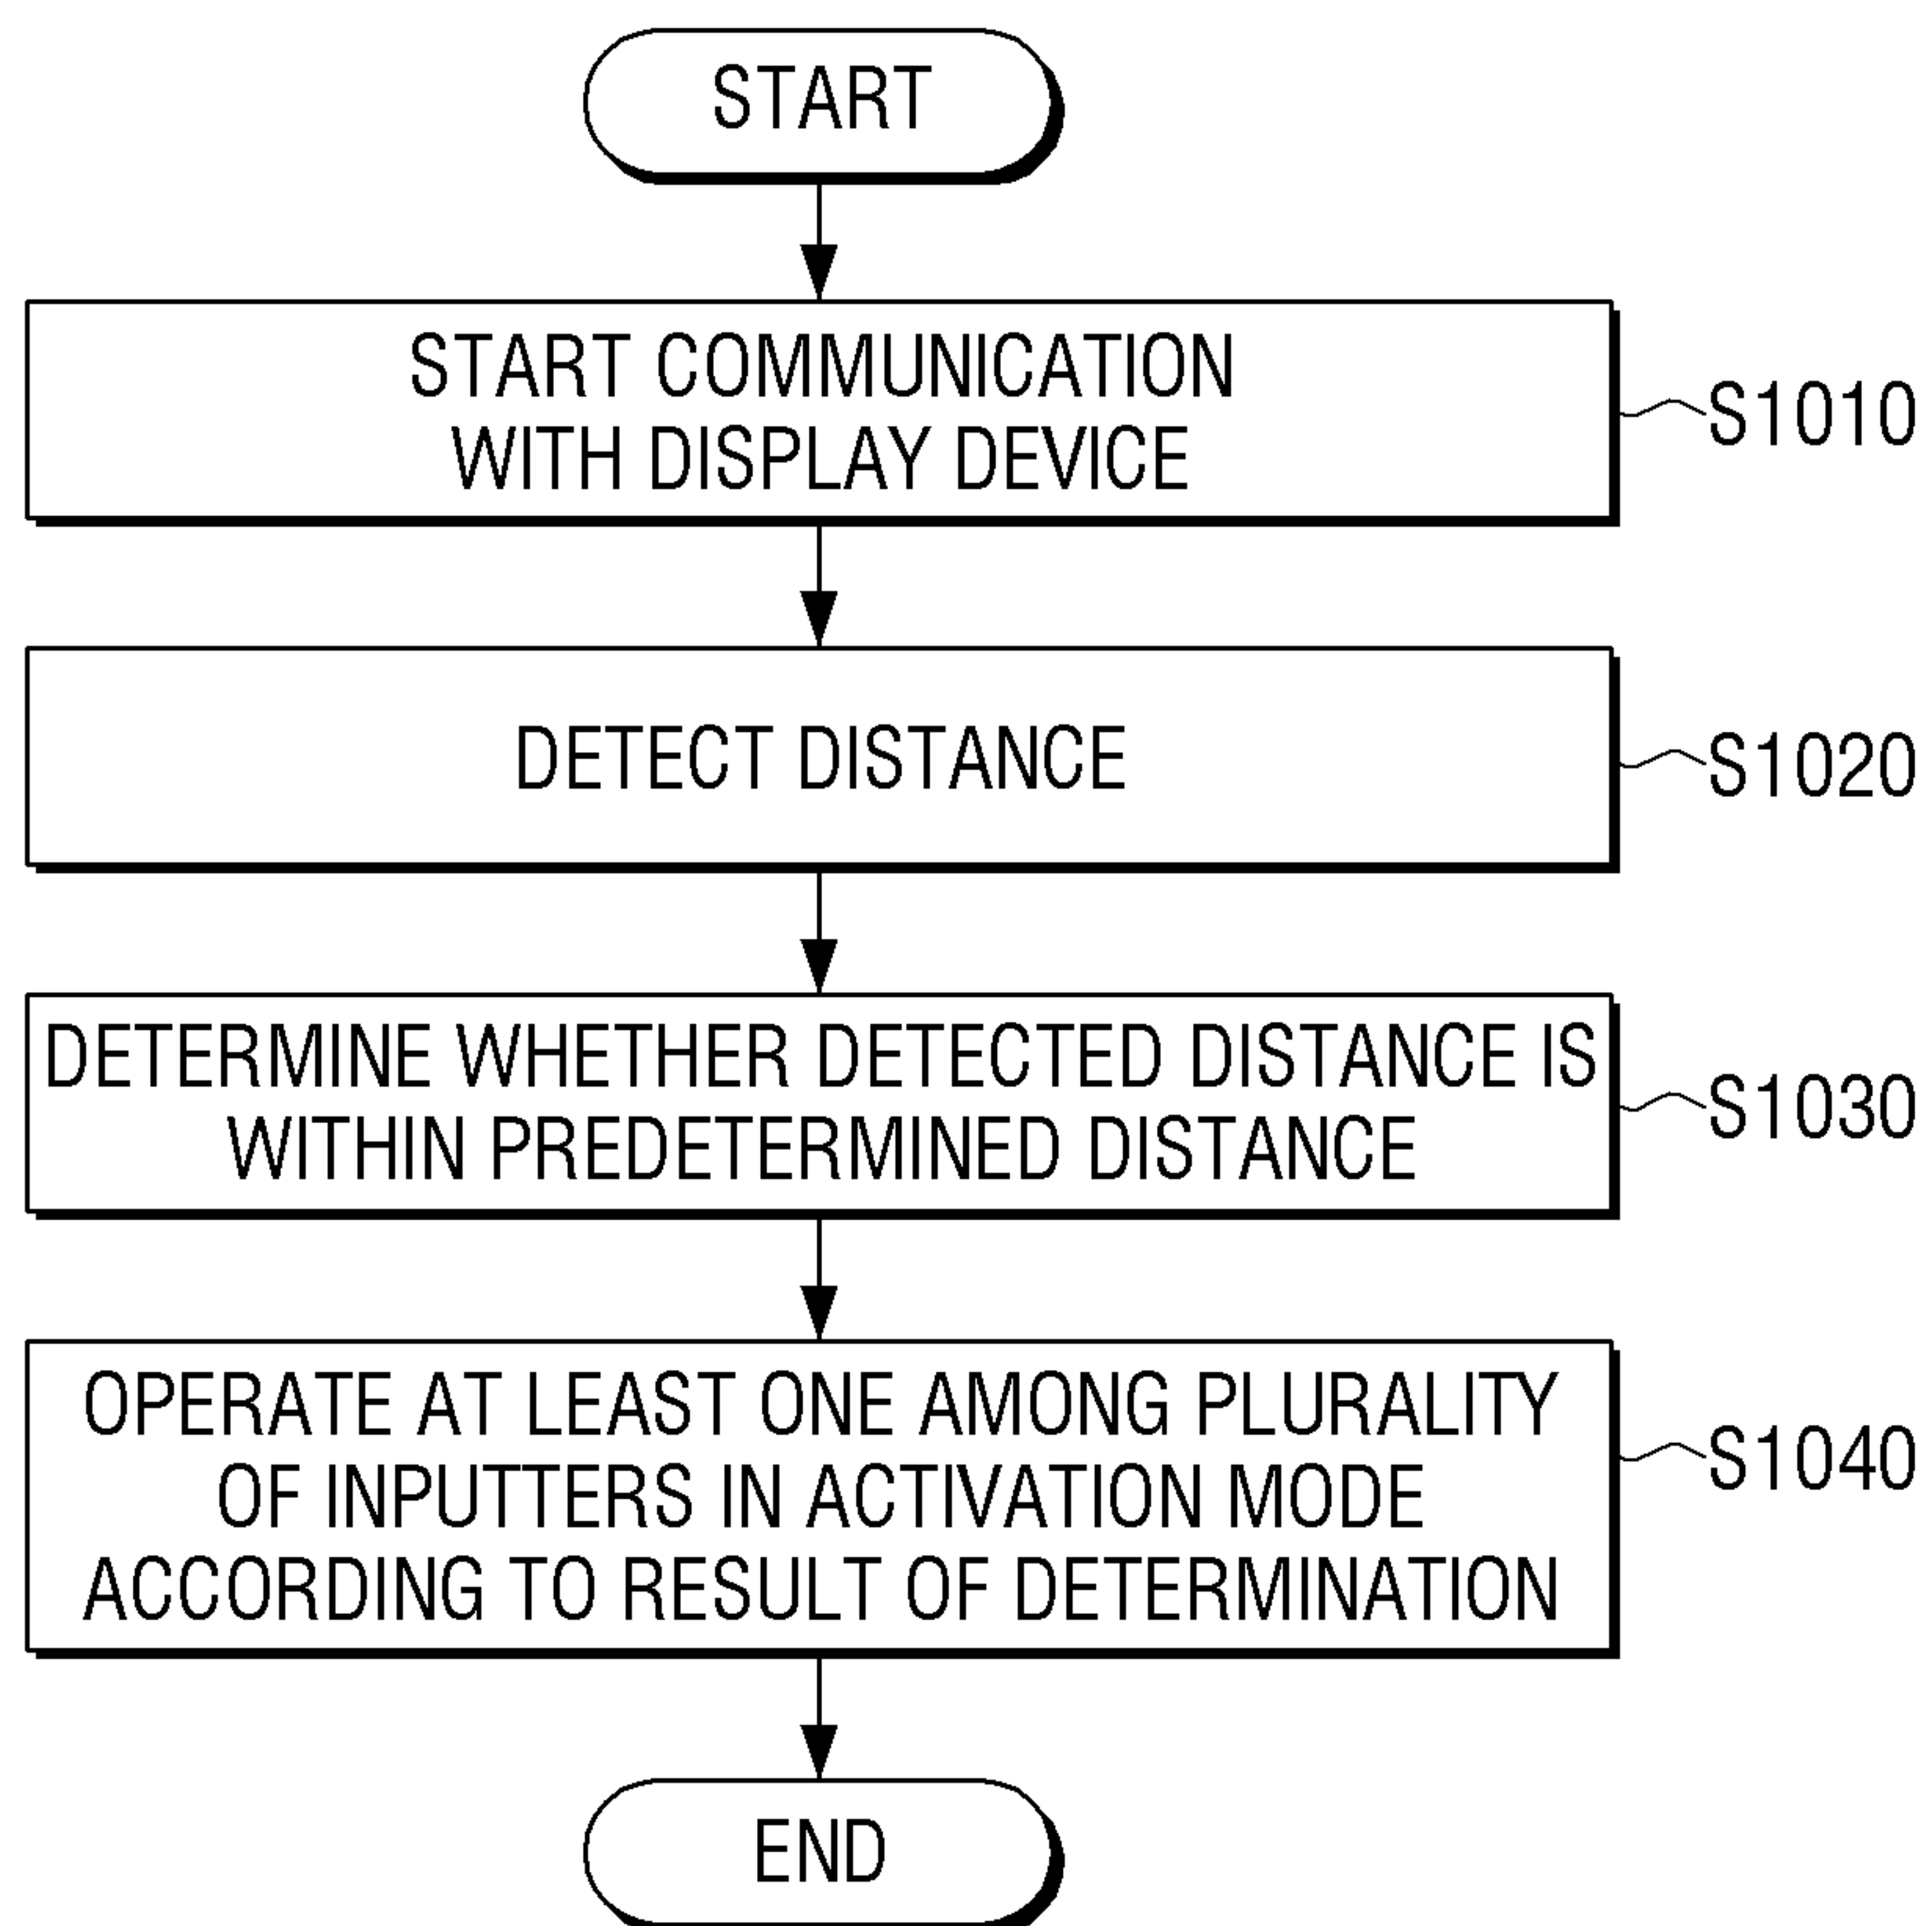 START
START COMMUNICATION
WITH DISPLAY DEVICE
S1010
DETECT DISTANCE
S1020
DETERMINE WHETHER DETECTED DISTANCE IS
WITHIN PREDETERMINED DISTANCE
S1030
OPERATE AT LEAST ONE AMONG PLURALITY
OF INPUTTERS IN ACTIVATION MODE
ACCORDING TO RESULT OF DETERMINATION
S1040
END